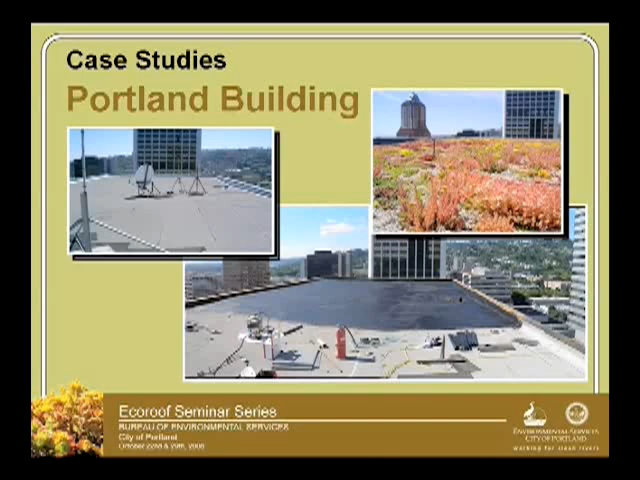 Case Studies
Portland Building
Ecoroof Seminar Series
BUREAU OF ENVIRONMENTAL SERVICES
City of Portland
ENVIRONMENTAL SERVICES
CITY OF PORTLAND
working for clean rivers